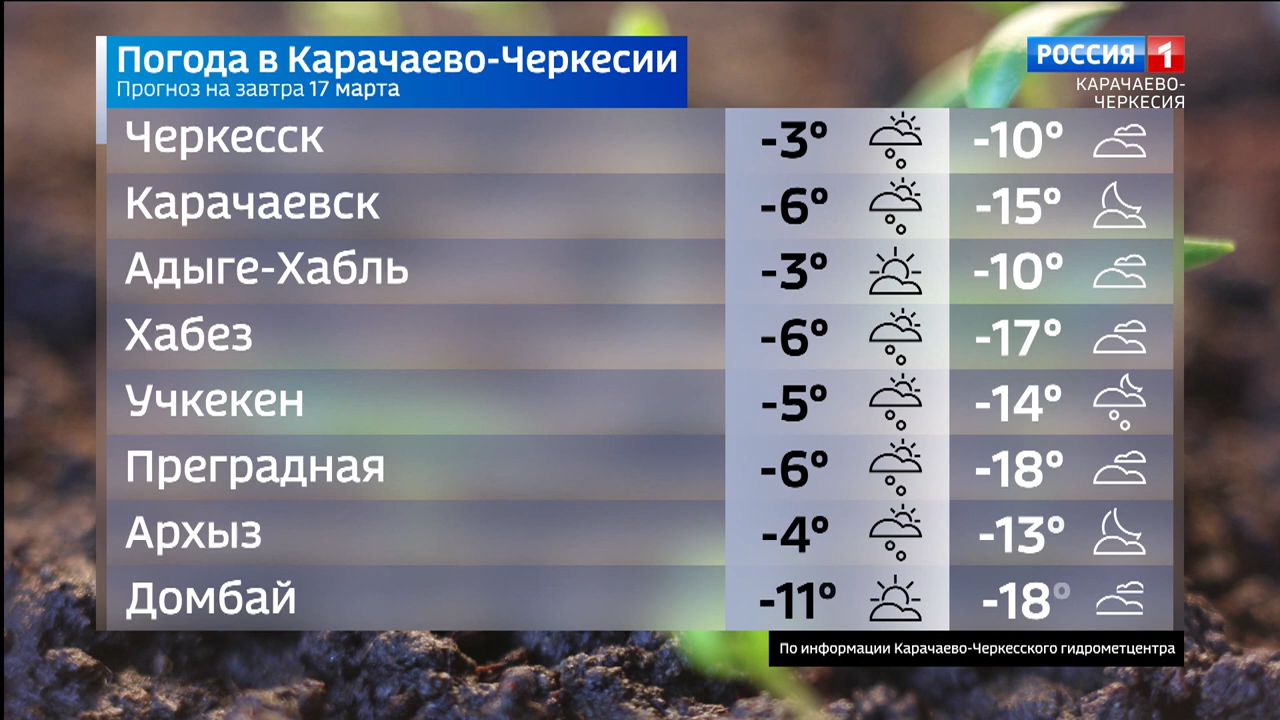 Погода в Карачаево-Черкесии
Прогноз на завтра 17 марта
РОССИЯ 1
КАРАЧАЕВО-
ЧЕРКЕСИЯ
Черкесск -3° -10°
Карачаевск -6° -15°
Адыге-Хабль -3° -10°
Хабез -6° -17°
Учкекен -5° -14°
Преградная -6° -18°
Архыз -4° -13°
Домбай -11° -18°
По информации Карачаево-Черкесского гидрометцентра